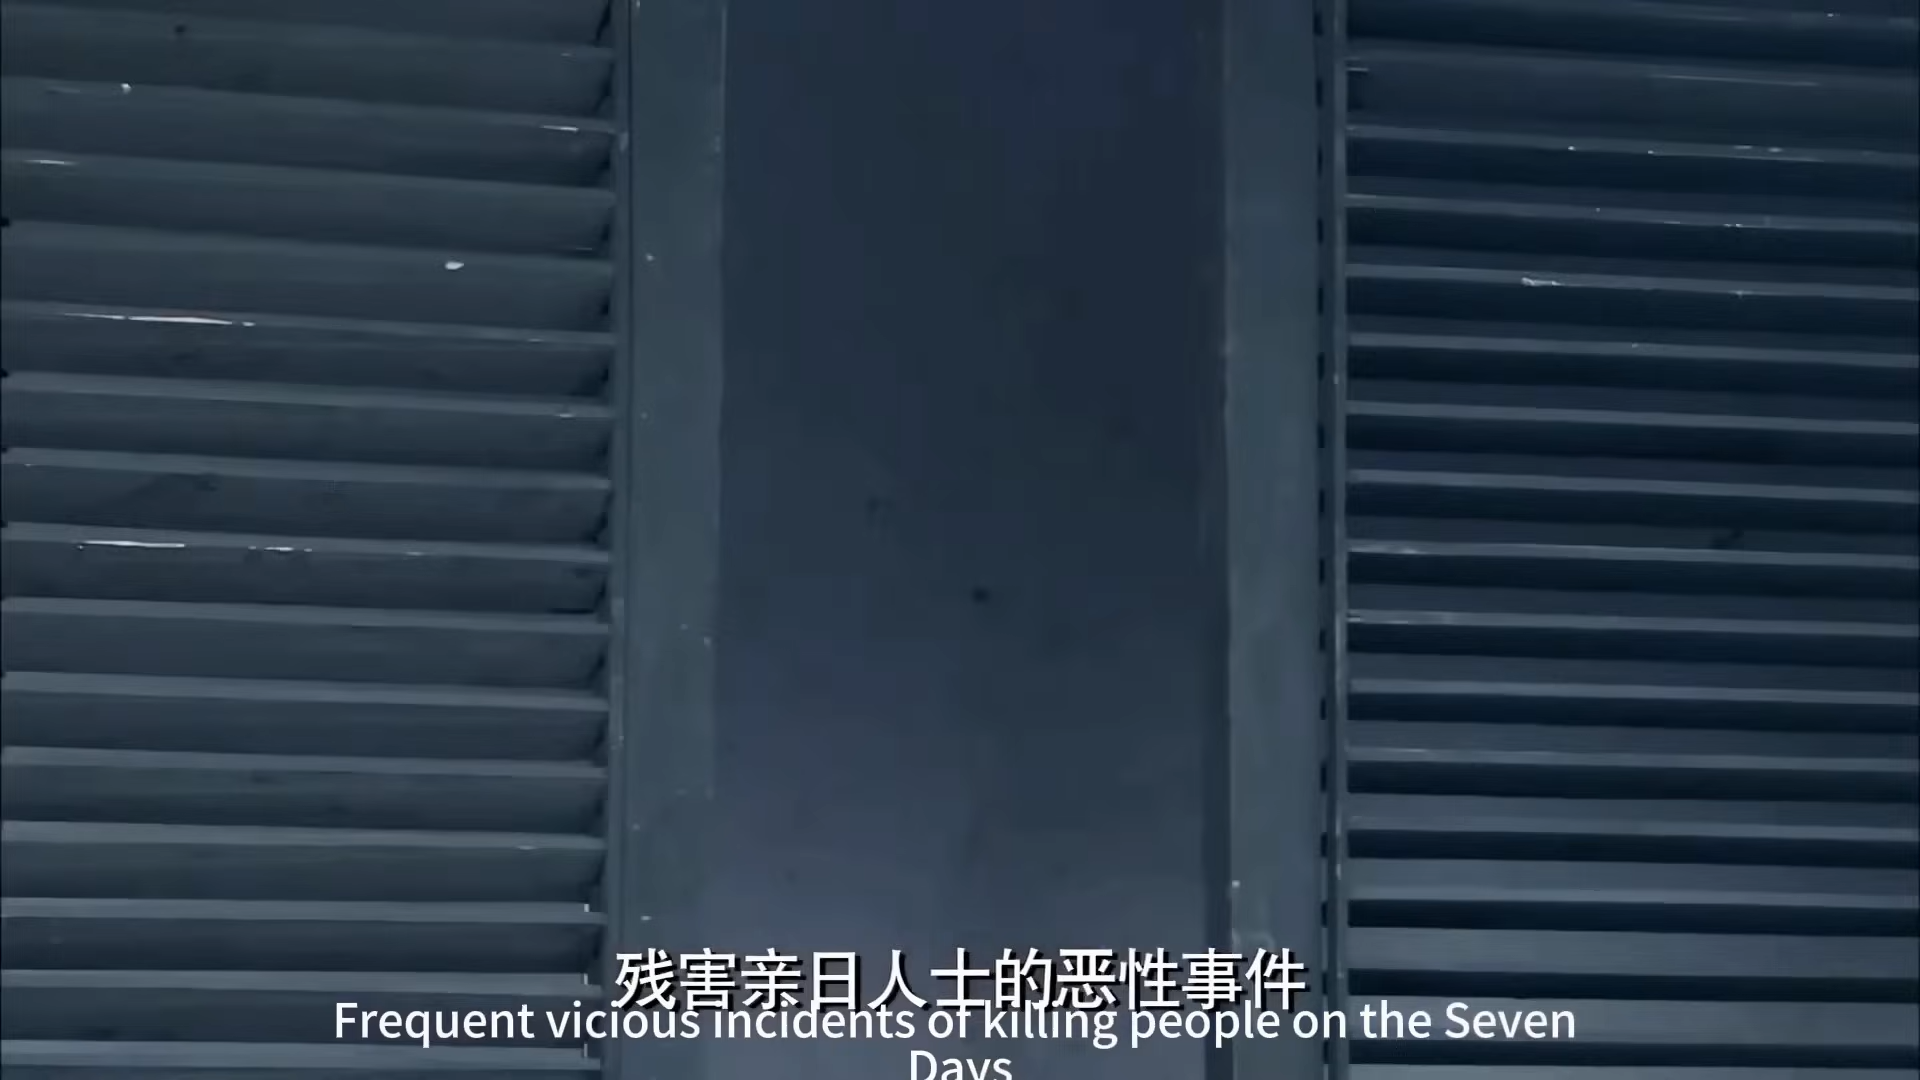 残害亲日人士的恶性事件
Frequent vicious incidents of killing people on the Seven
Days